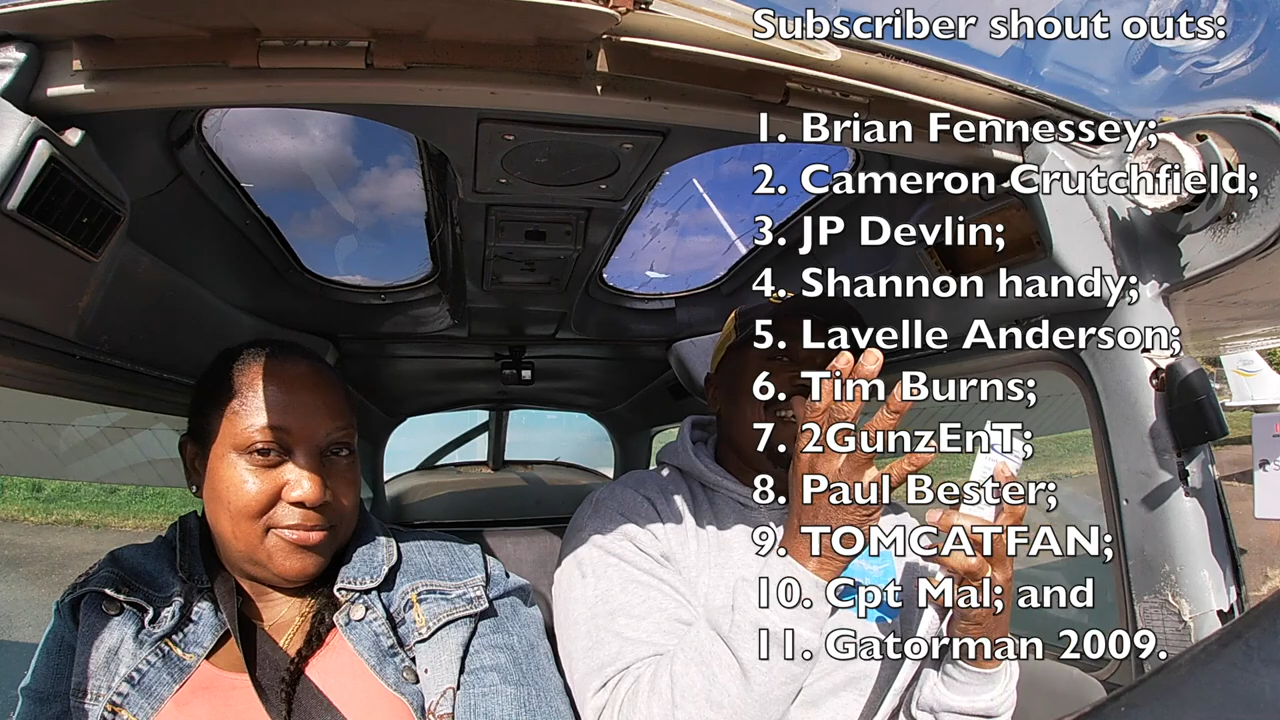 Subscriber shout outs:
1. Brian Fennessey;
2. Cameron Crutchfield;
3. JP Devlin;
4. Shannon handy;
5. Lavelle Anderson;
6. Tim Burns;
7. 2GunzEnT;
8. Paul Bester;
9. TOMCATFAN;
10. Cpt Mal; and
11. Gatorman 2009.